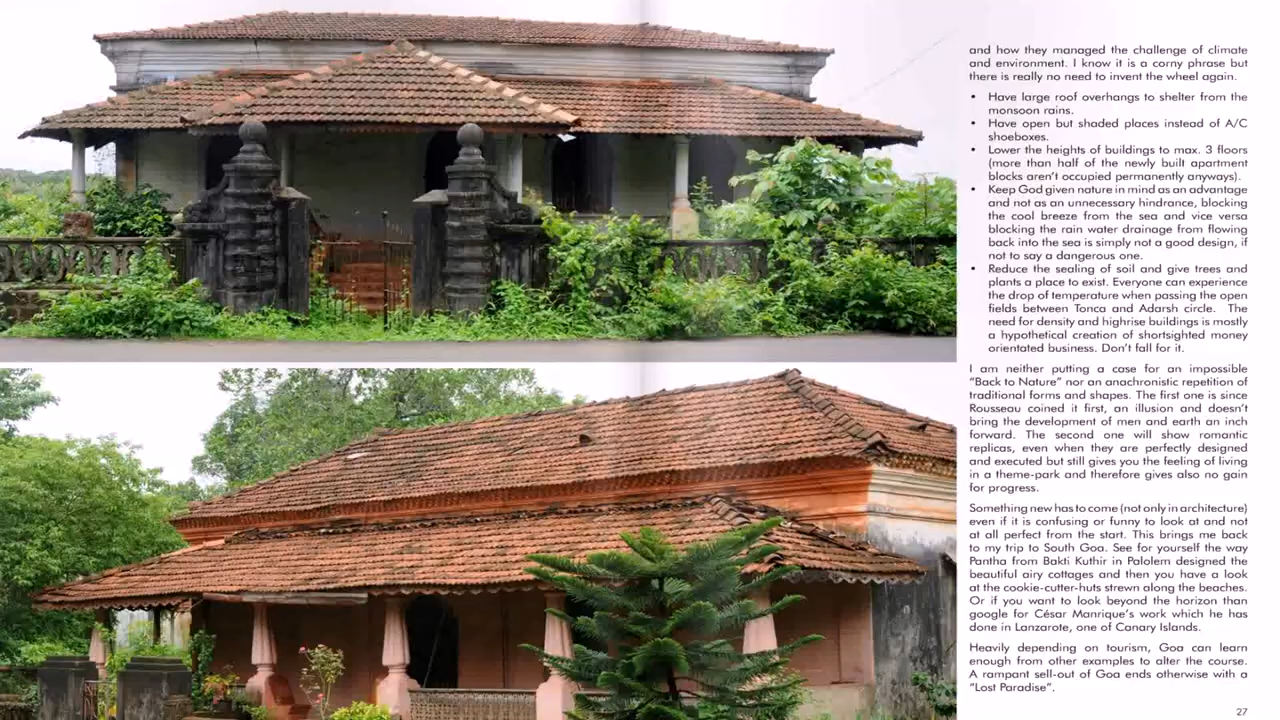 and how they managed the challenge of climate
and environment. I know it is a corny phrase but
there is really no need to invent the wheel again.
• Have large roof overhangs to shelter from the
monsoon rains.
• Have open but shaded places instead of A/C
shoeboxes.
• Lower the heights of buildings to max. 3 floors
(more than half of the newly built apartment
blocks aren't occupied permanently anyways).
• Keep God given nature in mind as an advantage
and not as an unnecessary hindrance, blocking
the cool breeze from the sea and vice versa
blocking the rain water drainage from flowing
back into the sea is simply not a good design, if
not to say a dangerous one.
• Reduce the sealing of soil and give trees and
plants a place to exist. Everyone can experience
the drop of temperature when passing the open
fields between Tonca and Adarsh circle. The
need for density and highrise buildings is mostly
a hypothetical creation of shortsighted money
orientated business. Don't fall for it.
I am neither putting a case for an impossible
"Back to Nature" nor an anachronistic repetition of
traditional forms and shapes. The first one is since
Rousseau coined it first, an illusion and doesn't
bring the development of men and earth an inch
forward. The second one will show romantic
replicas, even when they are perfectly designed
and executed but still gives you the feeling of living
in a theme-park and therefore gives also no gain
for progress.
Something new has to come (not only in architecture)
even if it is confusing or funny to look at and not
at all perfect from the start. This brings me back
to my trip to South Goa. See for yourself the way
Pantha from Bakti Kuthir in Palolem designed the
beautiful airy cottages and then you have a look
at the cookie-cutter-huts strewn along the beaches.
Or if you want to look beyond the horizon than
google for César Manrique's work which he has
done in Lanzarote, one of Canary Islands.
Heavily depending on tourism, Goa can learn
enough from other examples to alter the course.
A rampant sell-out of Goa ends otherwise with a
"Lost Paradise".
27